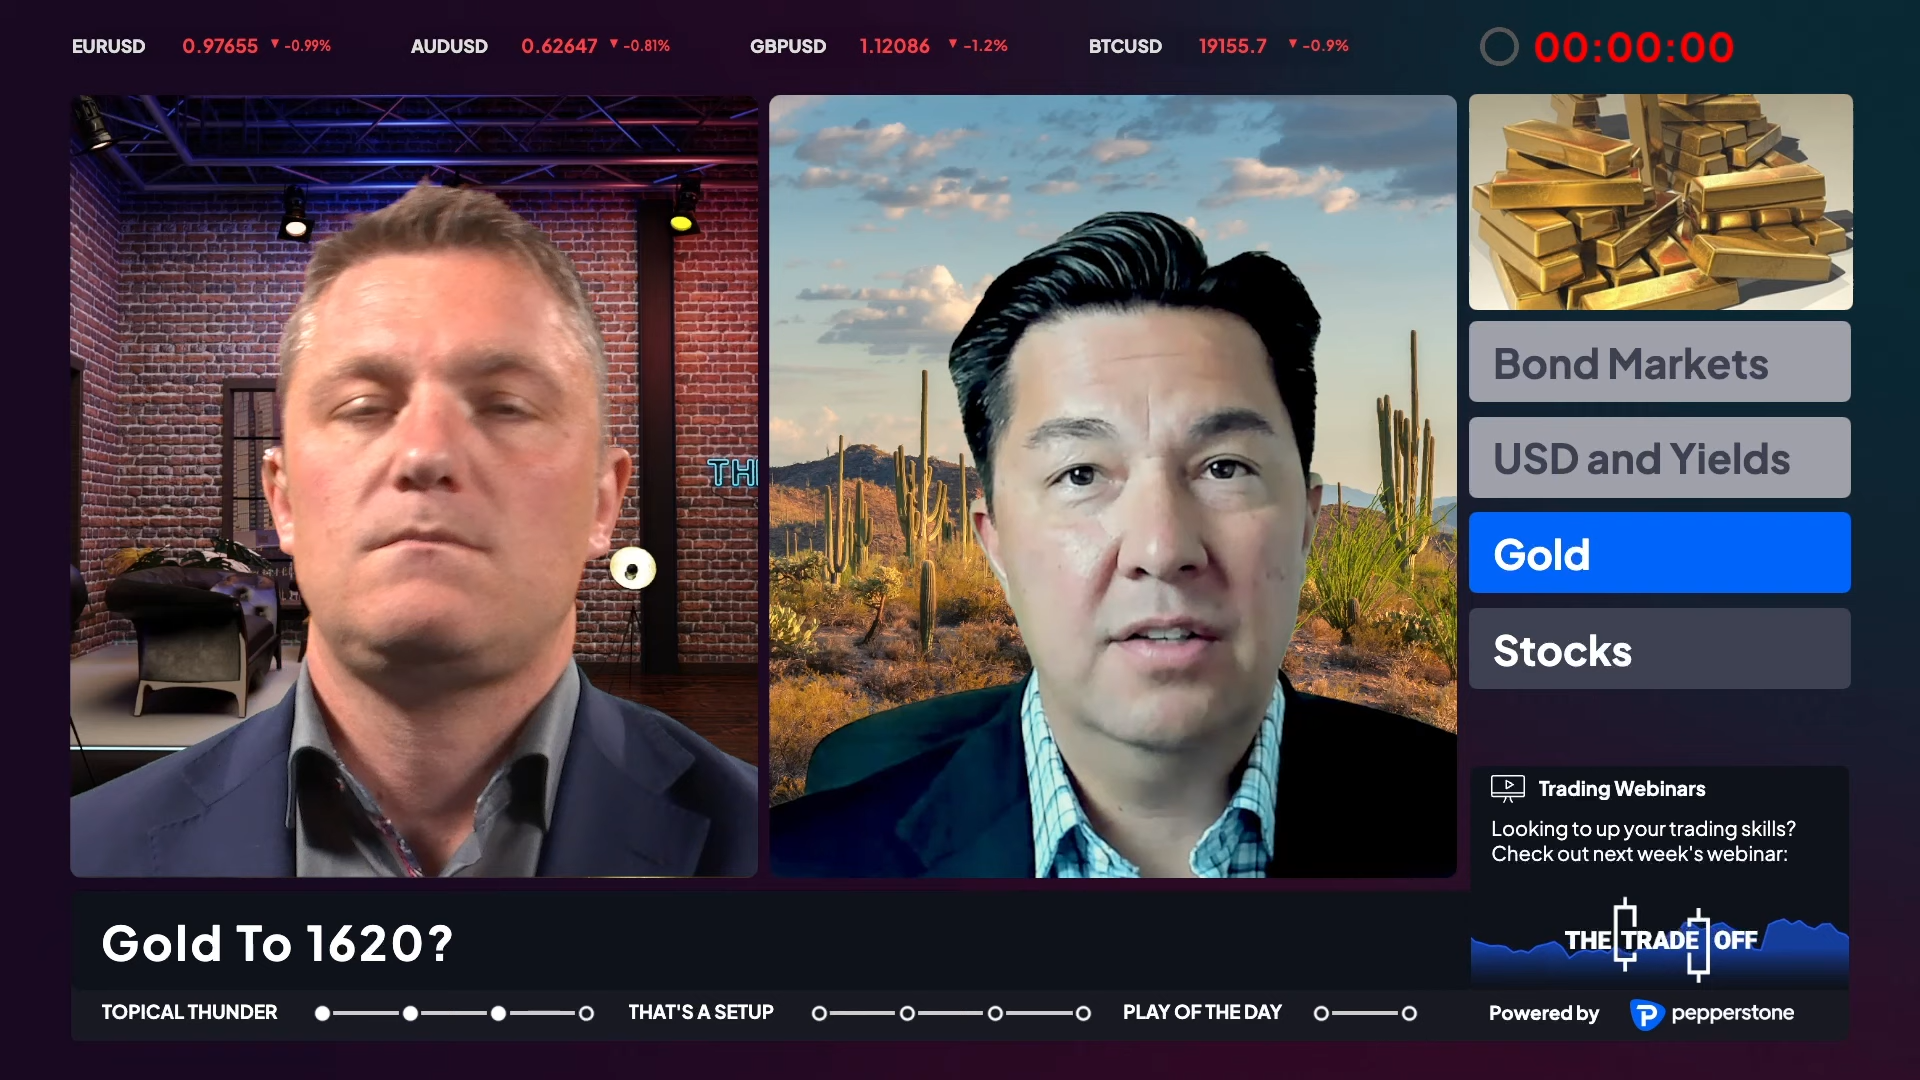 EURUSD 0.97655 ▼ -0.99% AUDUSD 0.62647 ▼ -0.81% GBPUSD 1.12086 ▼ -1.2% BTCUSD 19155.7 ▼ -0.9% 00:00:00
TH
Bond Markets
USD and Yields
Gold
Stocks
Trading Webinars
Looking to up your trading skills?
Check out next week's webinar:
THE TRADE OFF
Gold To 1620?
TOPICAL THUNDER THAT'S A SETUP PLAY OF THE DAY
Powered by pepperstone